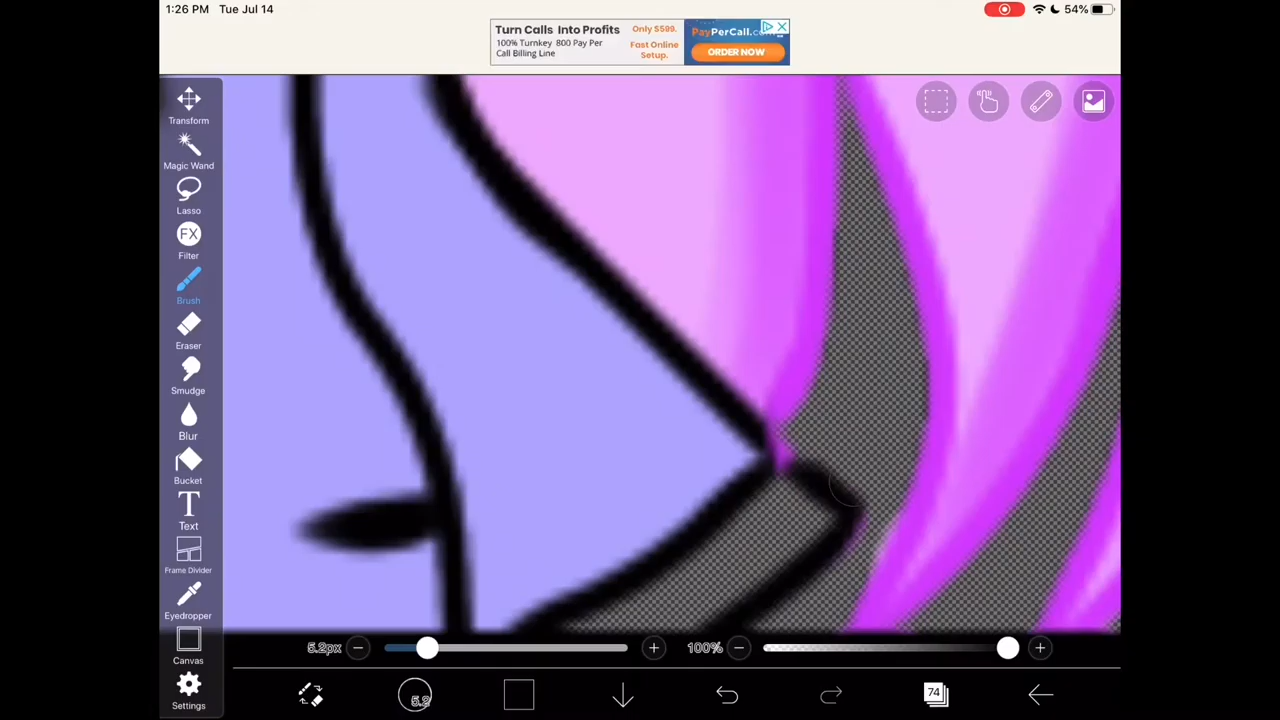 1:26 PM Tue Jul 14
54%
Turn Calls Into Profits
100% Turnkey 800 Pay Per
Call Billing Line
Only $599.
Fast Online
Setup.
ORDER NOW
Transform
Magic Wand
Lasso
FX
Filter
Brush
Eraser
Smudge
Blur
Bucket
T
Text
Frame Divider
Eyedropper
Canvas
Settings
5.2px
100%
5.2
74